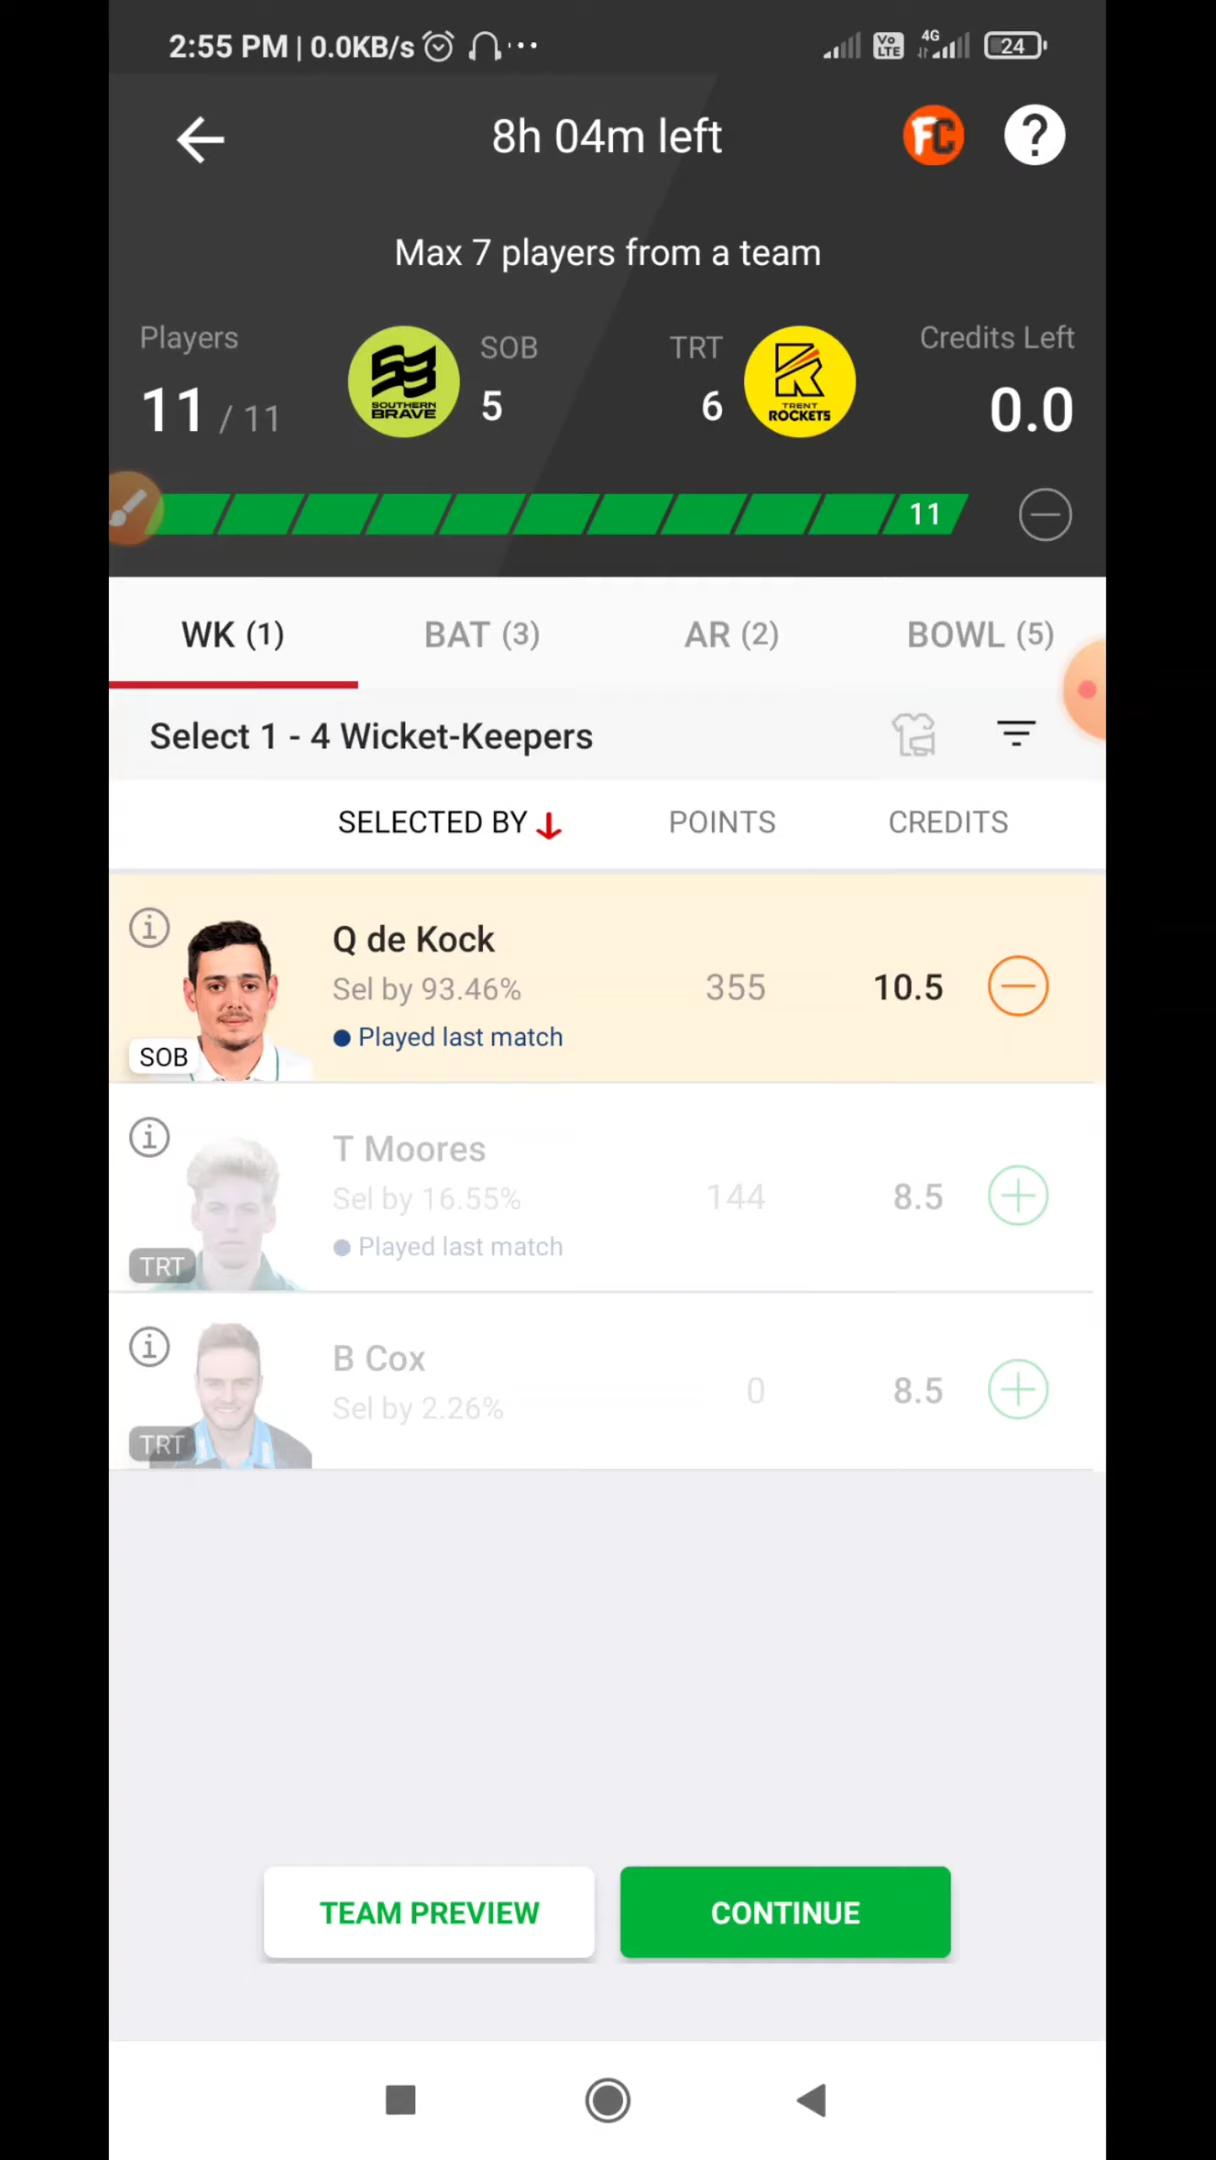 2:55 PM | 0.0KB/s ··· Vo LTE 4G 24
8h 04m left FC ?
Max 7 players from a team
Players SOB TRT Credits Left
11 / 11 5 6 0.0
SOUTHERN BRAVE
TRENT ROCKETS
11
WK (1) BAT (3) AR (2) BOWL (5)
Select 1 - 4 Wicket-Keepers
SELECTED BY POINTS CREDITS
Q de Kock
Sel by 93.46% 355 10.5
Played last match
SOB
T Moores
Sel by 16.55% 144 8.5
Played last match
TRT
B Cox
Sel by 2.26% 0 8.5
TRT
TEAM PREVIEW CONTINUE